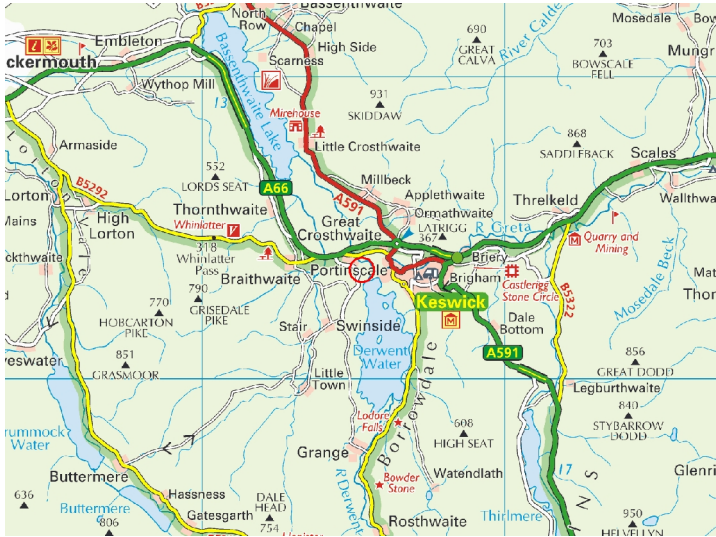 Bassenthwaite
North
Row
Chapel
High Side
Scarness
690
GREAT
CALVA
River Calde
Mosedale
Bo
703
BOWSCALE
FELL
Mungr
Embleton
ckermouth
Bassenthwaite Lake
Wythop Mill
13
931
SKIDDAW
Mirehouse
Little Crosthwaite
868
SADDLEBACK
Scales
Armaside
552
LORDS SEAT
A66
Millbeck
A591
Applethwaite
Ormathwaite
LATRIGG
367
R Greta
Threlkeld
Wallthwa
B5292
Lorton
High
Lorton
Thornthwaite
Great
Crosthwaite
Whinlatter
318
Whinlatter
Pass
Mains
ckthwaite
Braithwaite
Portinscale
Briery
Brigham
Keswick
Castlerigg
Stone Circle
Quarry and
Mining
Mosedale Beck
Mat
Thor
790
GRISEDALE
PIKE
770
HOBCARTON
PIKE
Stair
Swinside
Dale
Bottom
B5322
Derwent
Water
A591
851
GRASMOOR
eswater
Little
Town
856
GREAT DODD
Legburthwaite
840
STYBARROW
DODD
rummock
Water
Lodore
Falls
Borrowdale
608
HIGH SEAT
Grange
Buttermere
R Derwent
Bowder
Stone
Watendlath
17
Glenri
636
Buttermere
Hassness
Gatesgarth
DALE
HEAD
754
806
Rosthwaite
Thirlmere
950
HELVELLYN